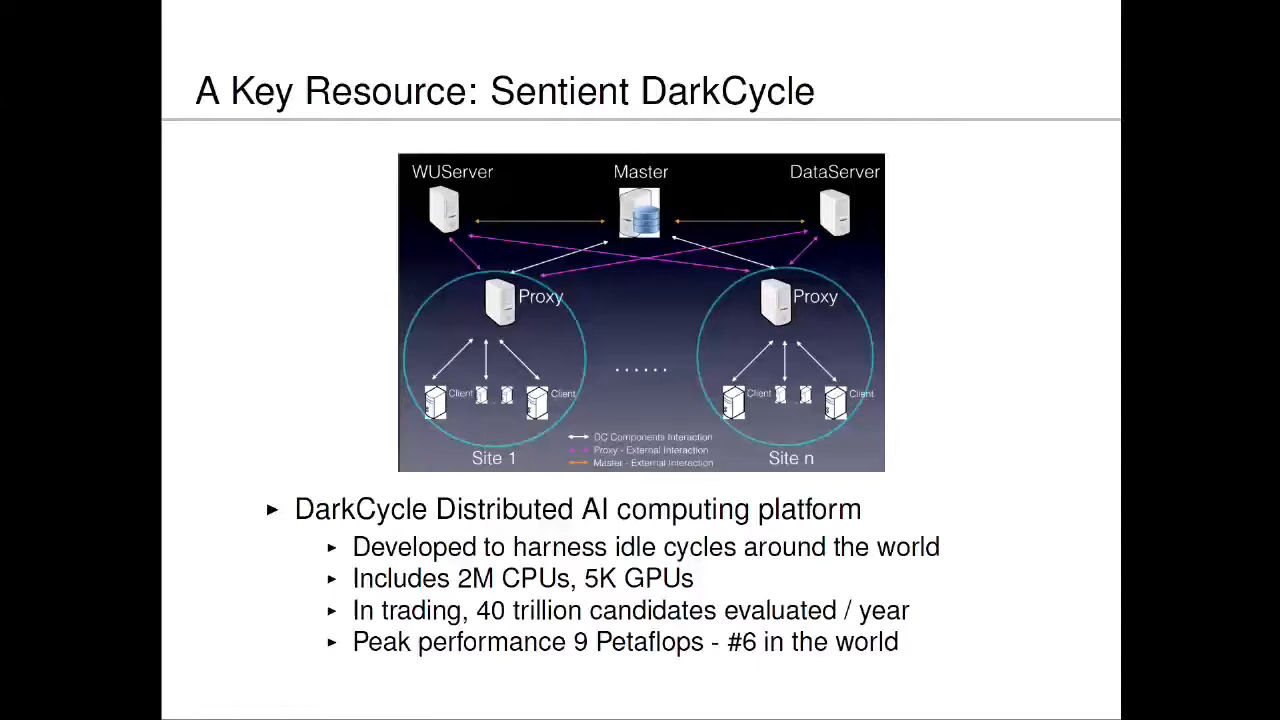 A Key Resource: Sentient DarkCycle
WUServer
Master
DataServer
Proxy
Proxy
Client
Client
Client
Client
......
DC Components Interaction
Proxy - External Interaction
Master - External Interaction
Site 1
Site n
DarkCycle Distributed AI computing platform
Developed to harness idle cycles around the world
Includes 2M CPUs, 5K GPUs
In trading, 40 trillion candidates evaluated / year
Peak performance 9 Petaflops - #6 in the world